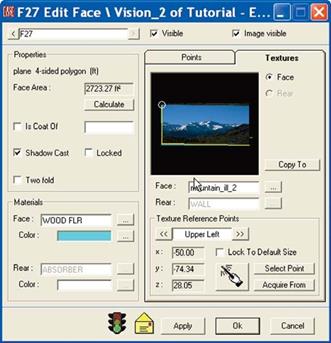 F27 Edit Face \ Vision_2 of Tutorial - E...
< F27 > Visible Image visible
Properties
plane 4-sided polygon (ft)
Face Area : 2723.27 ft²
Calculate
Is Coat Of
Shadow Cast Locked
Two fold
Materials
Face : WOOD FLR ...
Color : ...
Rear : ABSORBER ...
Color : ...
Points Textures
Face
Rear
Copy To
Face : mountain_ill_2 ...
Rear : WALL ...
Texture Reference Points
<< Upper Left >>
x : -50.00 Lock To Default Size
y : -74.34 Select Point
z : 28.05 Acquire From
Apply Ok Cancel